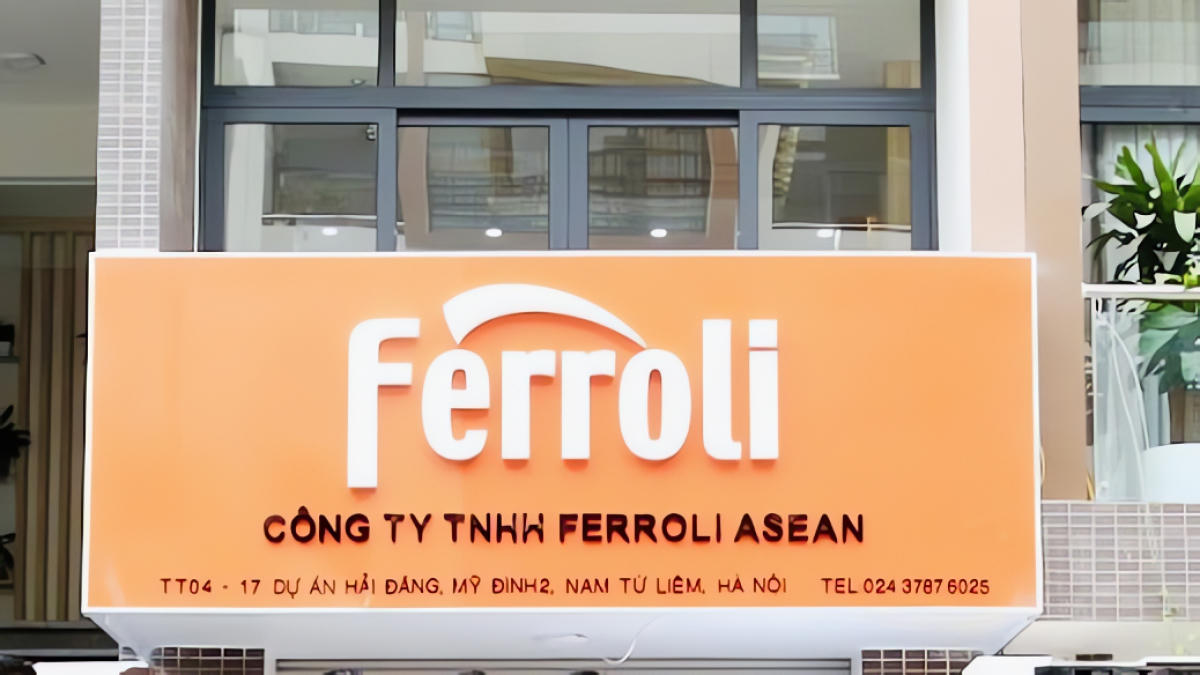 Ferroli
CÔNG TY TNHH FERROLI ASEAN
TT04 - 17 DỰ ÁN HẢI ĐĂNG, MỸ ĐÌNH2, NAM TỪ LIÊM, HÀ NỘI TEL 024 3787 6025